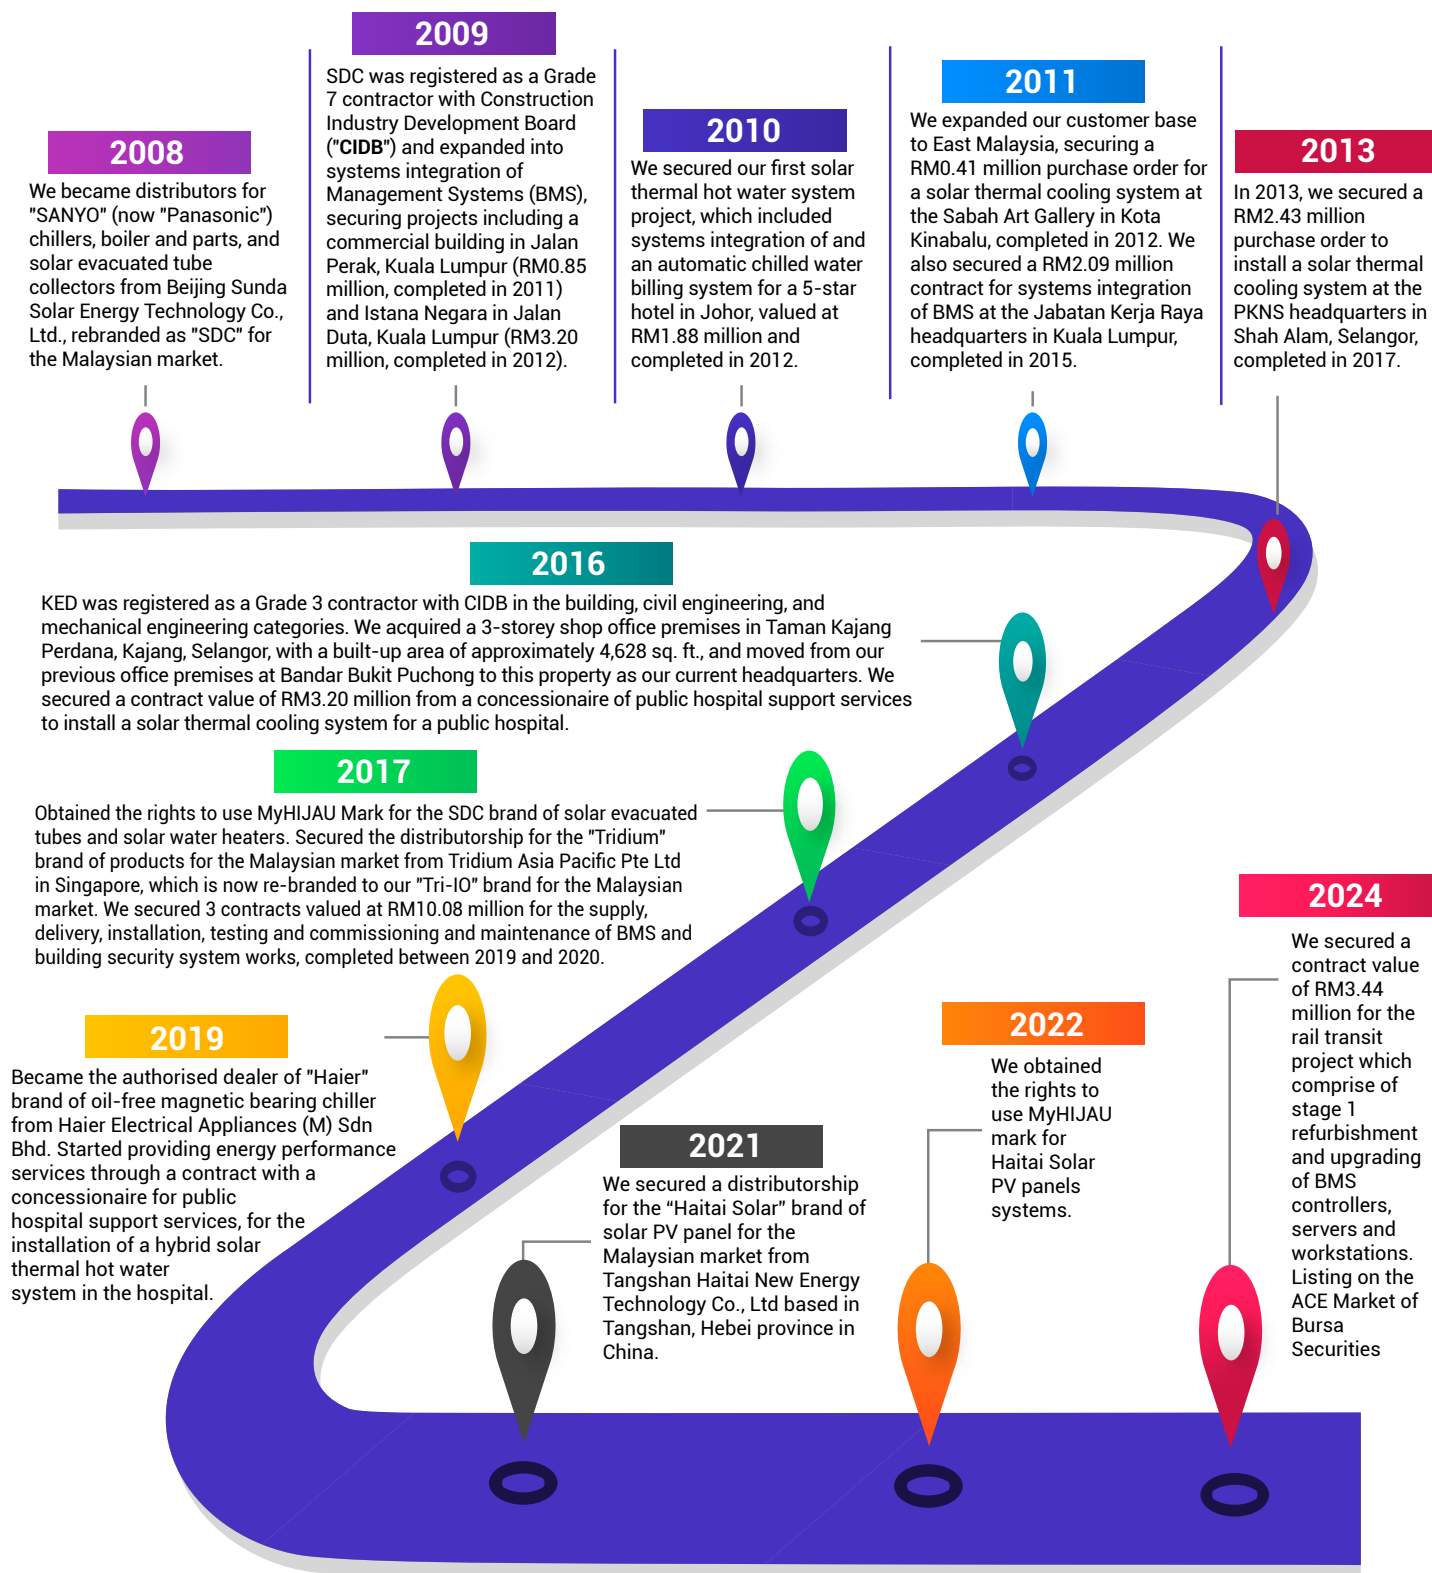 2008
We became distributors for
"SANYO" (now "Panasonic")
chillers, boiler and parts, and
solar evacuated tube
collectors from Beijing Sunda
Solar Energy Technology Co.,
Ltd., rebranded as "SDC" for
the Malaysian market.
2009
SDC was registered as a Grade
7 contractor with Construction
Industry Development Board
("CIDB") and expanded into
systems integration of
Management Systems (BMS),
securing projects including a
commercial building in Jalan
Perak, Kuala Lumpur (RM0.85
million, completed in 2011)
and Istana Negara in Jalan
Duta, Kuala Lumpur (RM3.20
million, completed in 2012).
2010
We secured our first solar
thermal hot water system
project, which included
systems integration of and
an automatic chilled water
billing system for a 5-star
hotel in Johor, valued at
RM1.88 million and
completed in 2012.
2011
We expanded our customer base
to East Malaysia, securing a
RM0.41 million purchase order for
a solar thermal cooling system at
the Sabah Art Gallery in Kota
Kinabalu, completed in 2012. We
also secured a RM2.09 million
contract for systems integration
of BMS at the Jabatan Kerja Raya
headquarters in Kuala Lumpur,
completed in 2015.
2013
In 2013, we secured a
RM2.43 million
purchase order to
install a solar thermal
cooling system at the
PKNS headquarters in
Shah Alam, Selangor,
completed in 2017.
2016
KED was registered as a Grade 3 contractor with CIDB in the building, civil engineering, and
mechanical engineering categories. We acquired a 3-storey shop office premises in Taman Kajang
Perdana, Kajang, Selangor, with a built-up area of approximately 4,628 sq. ft., and moved from our
previous office premises at Bandar Bukit Puchong to this property as our current headquarters. We
secured a contract value of RM3.20 million from a concessionaire of public hospital support services
to install a solar thermal cooling system for a public hospital.
2017
Obtained the rights to use MyHIJAU Mark for the SDC brand of solar evacuated
tubes and solar water heaters. Secured the distributorship for the "Tridium"
brand of products for the Malaysian market from Tridium Asia Pacific Pte Ltd
in Singapore, which is now re-branded to our "Tri-IO" brand for the Malaysian
market. We secured 3 contracts valued at RM10.08 million for the supply,
delivery, installation, testing and commissioning and maintenance of BMS and
building security system works, completed between 2019 and 2020.
2019
Became the authorised dealer of "Haier"
brand of oil-free magnetic bearing chiller
from Haier Electrical Appliances (M) Sdn
Bhd. Started providing energy performance
services through a contract with a
concessionaire for public
hospital support services, for the
installation of a hybrid solar
thermal hot water
system in the hospital.
2021
We secured a distributorship
for the “Haitai Solar” brand of
solar PV panel for the
Malaysian market from
Tangshan Haitai New Energy
Technology Co., Ltd based in
Tangshan, Hebei province in
China.
2022
We obtained
the rights to
use MyHIJAU
mark for
Haitai Solar
PV panels
systems.
2024
We secured a
contract value
of RM3.44
million for the
rail transit
project which
comprise of
stage 1
refurbishment
and upgrading
of BMS
controllers,
servers and
workstations.
Listing on the
ACE Market of
Bursa
Securities